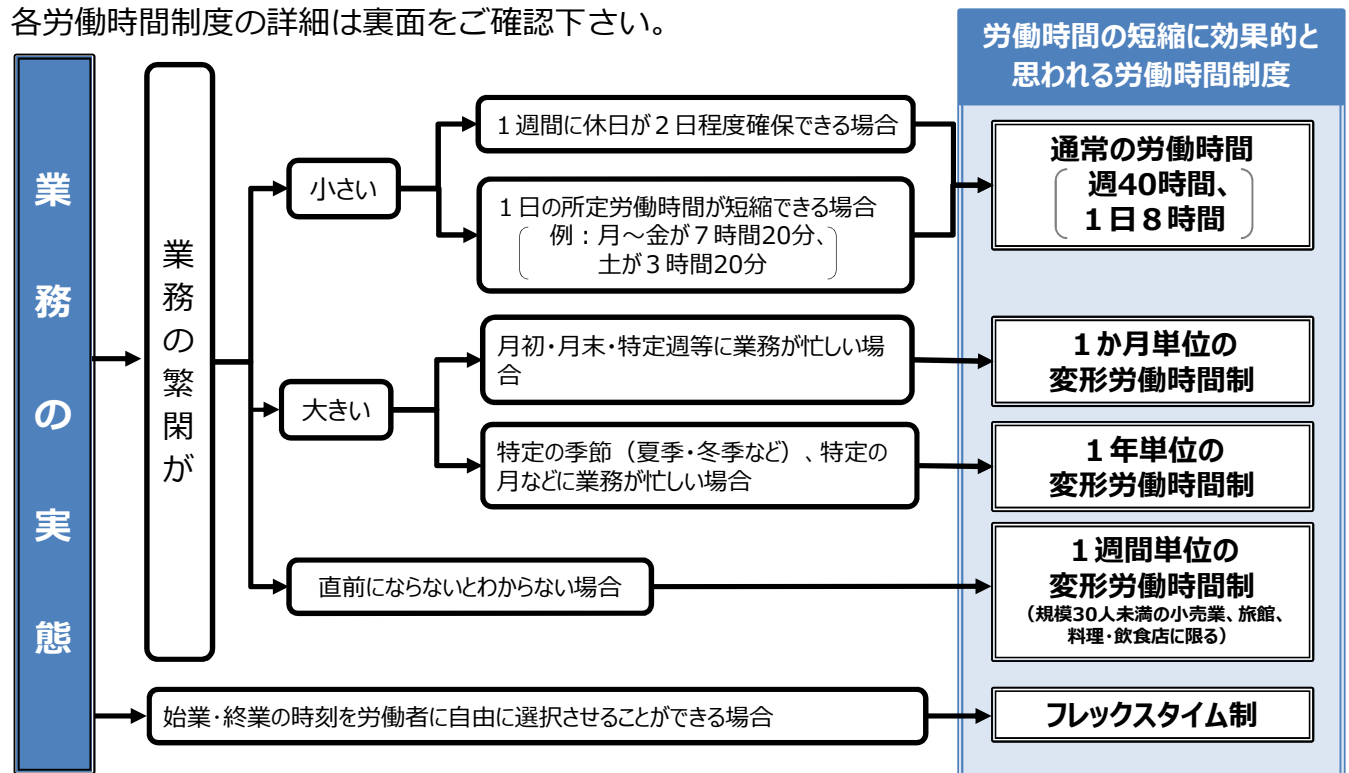 各労働時間制度の詳細は裏面をご確認下さい。
労働時間の短縮に効果的と
思われる労働時間制度
業務の実態
業務の繁閑が
小さい
1週間に休日が2日程度確保できる場合
1日の所定労働時間が短縮できる場合
例：月～金が7時間20分、
土が3時間20分
通常の労働時間
週40時間、
1日8時間
大きい
月初・月末・特定週等に業務が忙しい場
合
1か月単位の
変形労働時間制
特定の季節（夏季・冬季など）、特定の
月などに業務が忙しい場合
1年単位の
変形労働時間制
直前にならないとわからない場合
1週間単位の
変形労働時間制
（規模30人未満の小売業、旅館、
料理・飲食店に限る）
始業・終業の時刻を労働者に自由に選択させることができる場合
フレックスタイム制